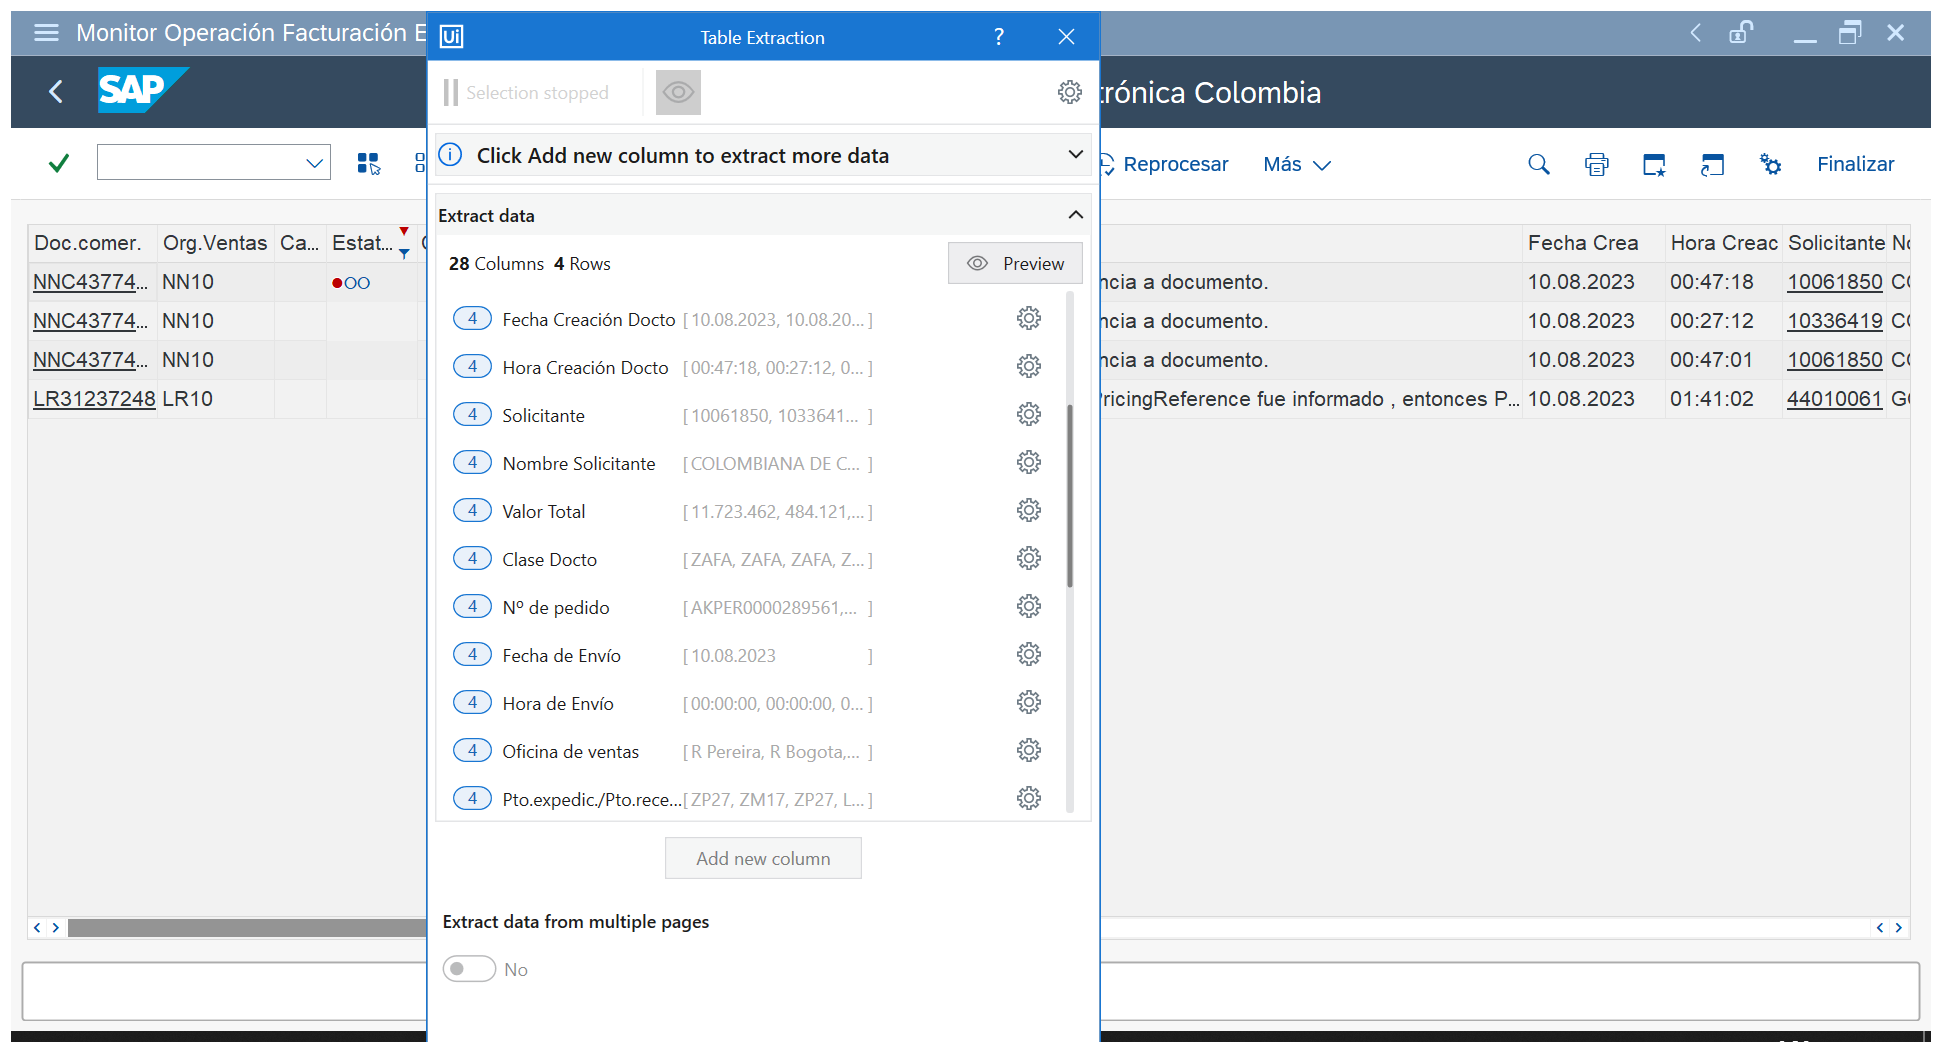 Monitor Operación Facturación E
Ui
Table Extraction
?
SAP
Selection stopped
trónica Colombia
Click Add new column to extract more data
Reprocesar
Más
Finalizar
Extract data
28 Columns 4 Rows
Preview
Doc.comer. Org.Ventas Ca... Estat...
Fecha Crea Hora Creac Solicitante
NNC43774... NN10
ncia a documento. 10.08.2023 00:47:18 10061850
NNC43774... NN10
ncia a documento. 10.08.2023 00:27:12 10336419
NNC43774... NN10
ncia a documento. 10.08.2023 00:47:01 10061850
LR31237248 LR10
PricingReference fue informado , entonces P... 10.08.2023 01:41:02 44010061
4 Fecha Creación Docto [ 10.08.2023, 10.08.20... ]
4 Hora Creación Docto [ 00:47:18, 00:27:12, 0... ]
4 Solicitante [ 10061850, 1033641... ]
4 Nombre Solicitante [ COLOMBIANA DE C... ]
4 Valor Total [ 11.723.462, 484.121,... ]
4 Clase Docto [ ZAFA, ZAFA, ZAFA, Z... ]
4 Nº de pedido [ AKPER0000289561,... ]
4 Fecha de Envío [ 10.08.2023 ]
4 Hora de Envío [ 00:00:00, 00:00:00, 0... ]
4 Oficina de ventas [ R Pereira, R Bogota,... ]
4 Pto.expedic./Pto.rece... [ ZP27, ZM17, ZP27, L... ]
Add new column
Extract data from multiple pages
No